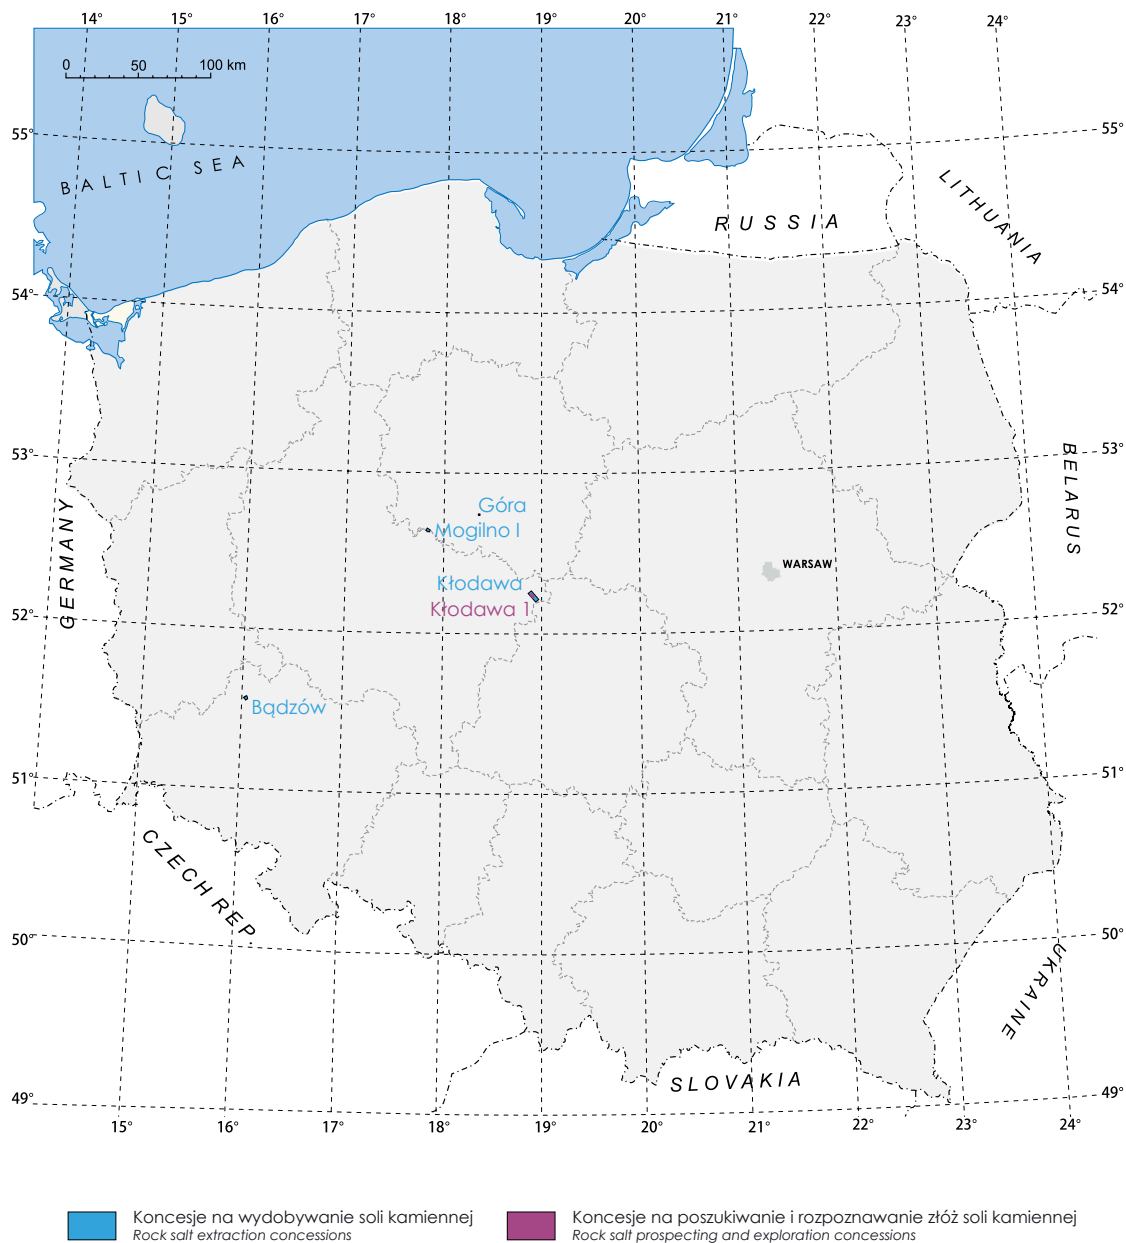 14° 15° 16° 17° 18° 19° 20° 21° 22° 23° 24°
0 50 100 km
55° 55°
BALTIC SEA
LITHUANIA
RUSSIA
54° 54°
53° 53°
BELARUS
GERMANY
Góra
Mogilno I
WARSAW
Kłodawa
Kłodawa 1
52° 52°
Bądzów
51° 51°
CZECH REP.
50° 50°
UKRAINE
SLOVAKIA
49° 49°
15° 16° 17° 18° 19° 20° 21° 22° 23° 24°
Koncesje na wydobywanie soli kamiennej
Rock salt extraction concessions
Koncesje na poszukiwanie i rozpoznawanie złóż soli kamiennej
Rock salt prospecting and exploration concessions